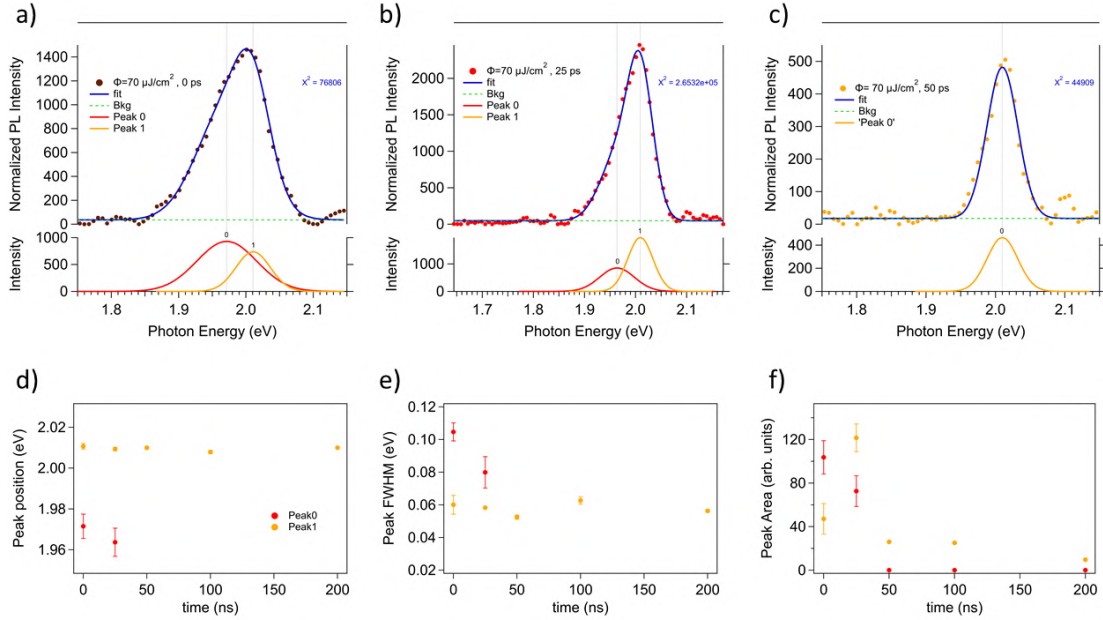 a)
Normalized PL Intensity
1400
1200
1000
800
600
400
200
0
Φ=70 μJ/cm², 0 ps
fit
Bkg
Peak 0
Peak 1
X² = 76806
Intensity
1000
500
0
0
1
1.8
1.9
2.0
2.1
Photon Energy (eV)
b)
Normalized PL Intensity
2000
1500
1000
500
0
Φ=70 μJ/cm², 25 ps
fit
Bkg
Peak 0
Peak 1
X² = 2.6532e+05
Intensity
1000
0
0
1
1.7
1.8
1.9
2.0
2.1
Photon Energy (eV)
c)
Normalized PL Intensity
500
400
300
200
100
0
Φ= 70 μJ/cm², 50 ps
fit
Bkg
'Peak 0'
X² = 44909
Intensity
400
200
0
0
1.8
1.9
2.0
2.1
Photon Energy (eV)
d)
Peak position (eV)
2.02
2.00
1.98
1.96
Peak0
Peak1
0
50
100
150
200
time (ns)
e)
Peak FWHM (eV)
0.12
0.10
0.08
0.06
0.04
0.02
0
50
100
150
200
time (ns)
f)
Peak Area (arb. units)
120
80
40
0
0
50
100
150
200
time (ns)